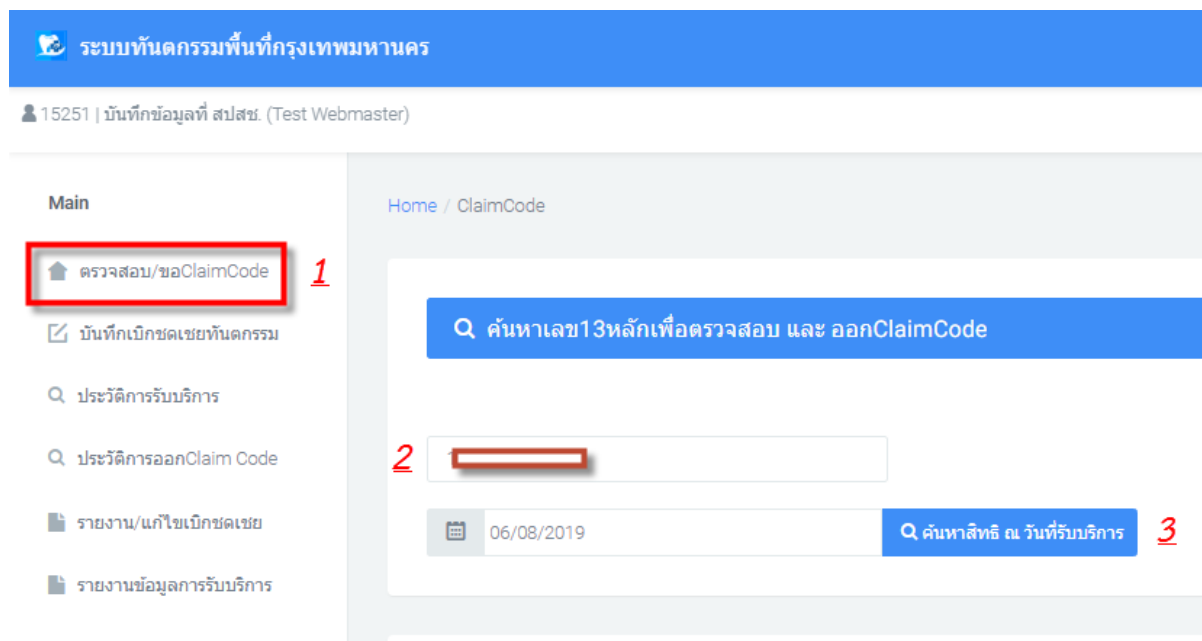 ระบบทันตกรรมพื้นที่กรุงเทพมหานคร
15251 | บันทึกข้อมูลที่ สปสช. (Test Webmaster)
Main
Home / ClaimCode
ตรวจสอบ/ขอClaimCode
1
บันทึกเบิกชดเชยทันตกรรม
ค้นหาเลข13หลักเพื่อตรวจสอบ และ ออกClaimCode
ประวัติการรับบริการ
ประวัติการออกClaim Code
2
รายงาน/แก้ไขเบิกชดเชย
06/08/2019
ค้นหาสิทธิ ณ วันที่รับบริการ
3
รายงานข้อมูลการรับบริการ